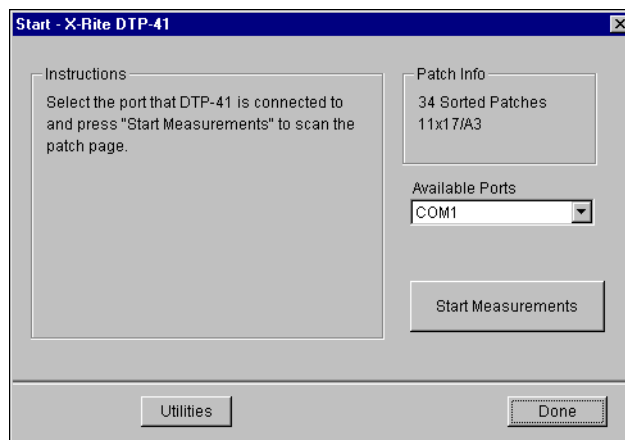 Start - X-Rite DTP-41
Instructions
Select the port that DTP-41 is connected to
and press "Start Measurements" to scan the
patch page.
Patch Info
34 Sorted Patches
11x17/A3
Available Ports
COM1
Start Measurements
Utilities
Done